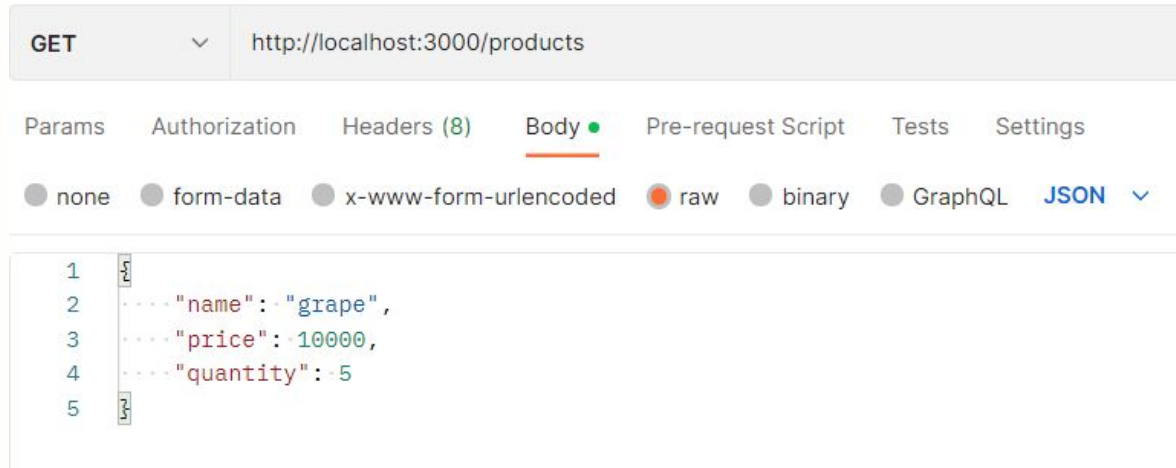 GET http://localhost:3000/products
Params Authorization Headers (8) Body Pre-request Script Tests Settings
none form-data x-www-form-urlencoded raw binary GraphQL JSON
1 {
2 "name": "grape",
3 "price": 10000,
4 "quantity": 5
5 }